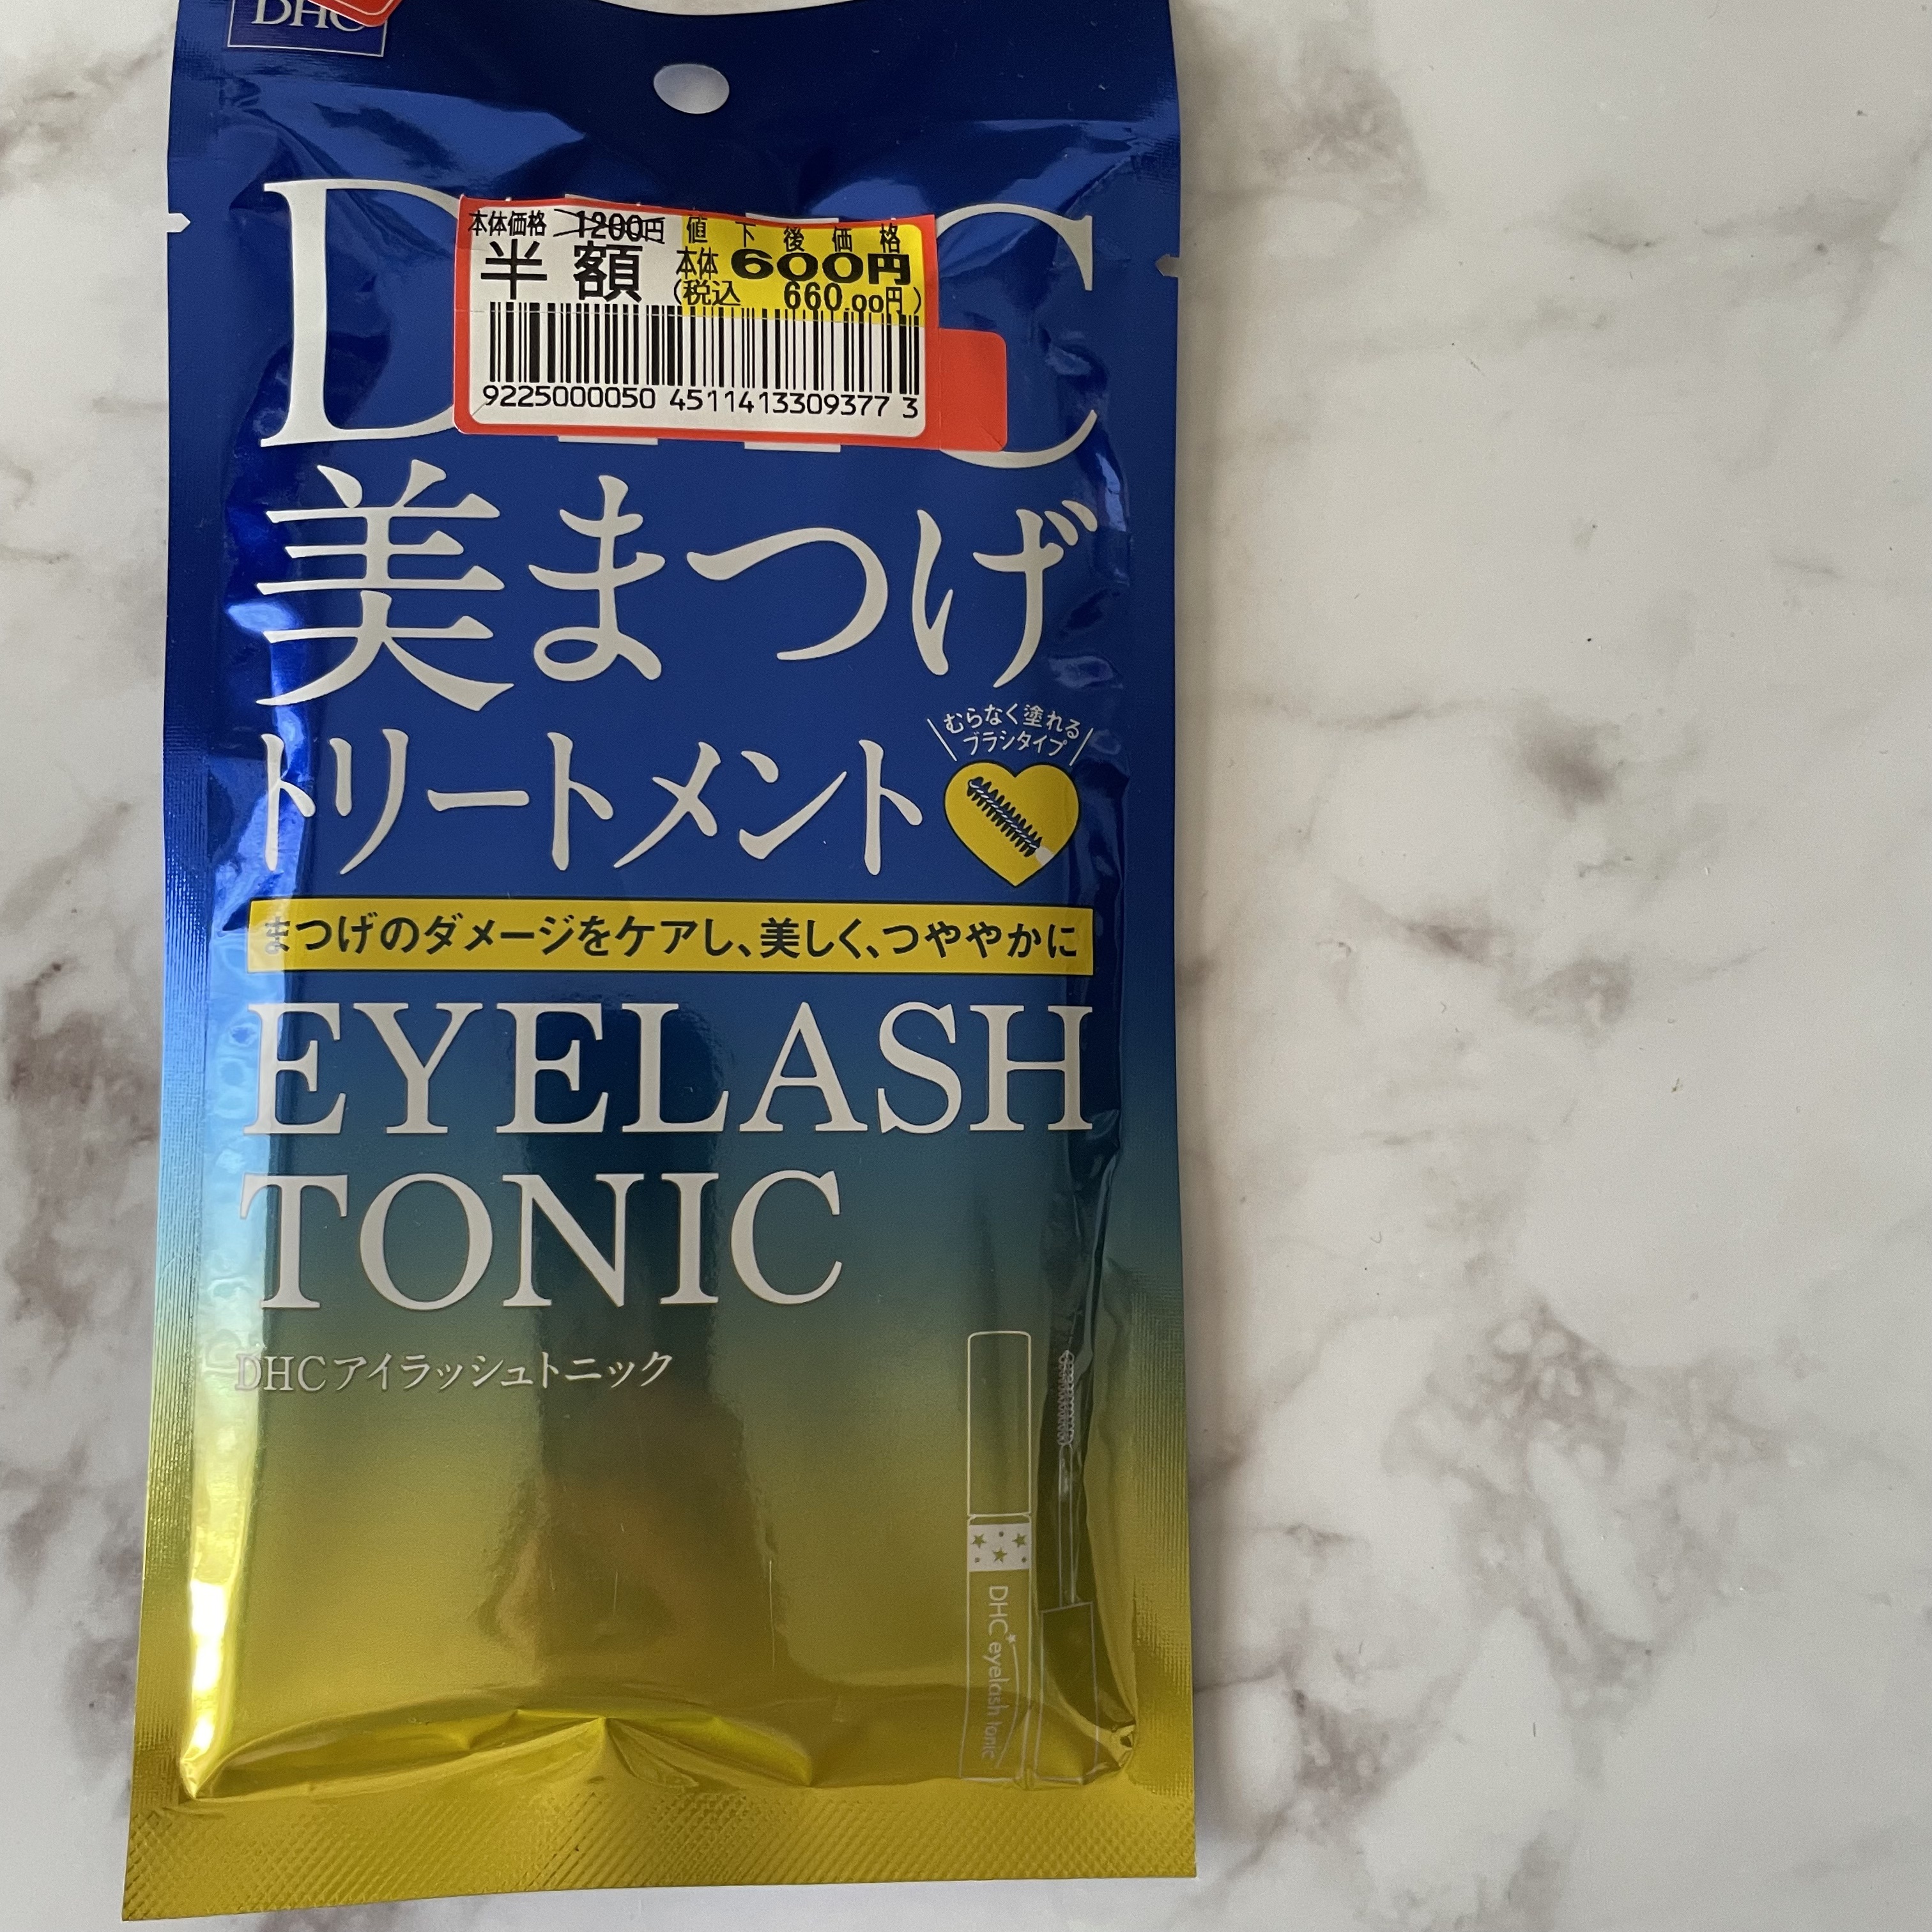 DHC
DHC
本体価格 1200円 値下後価格
半額 本体 600円
(税込 660.00円)
9225000050 4511413309377 3
美まつげ
トリートメント
むらなく塗れる
ブラシタイプ
まつげのダメージをケアし、美しく、つややかに
EYELASH
TONIC
DHCアイラッシュトニック
DHC eyelash tonic